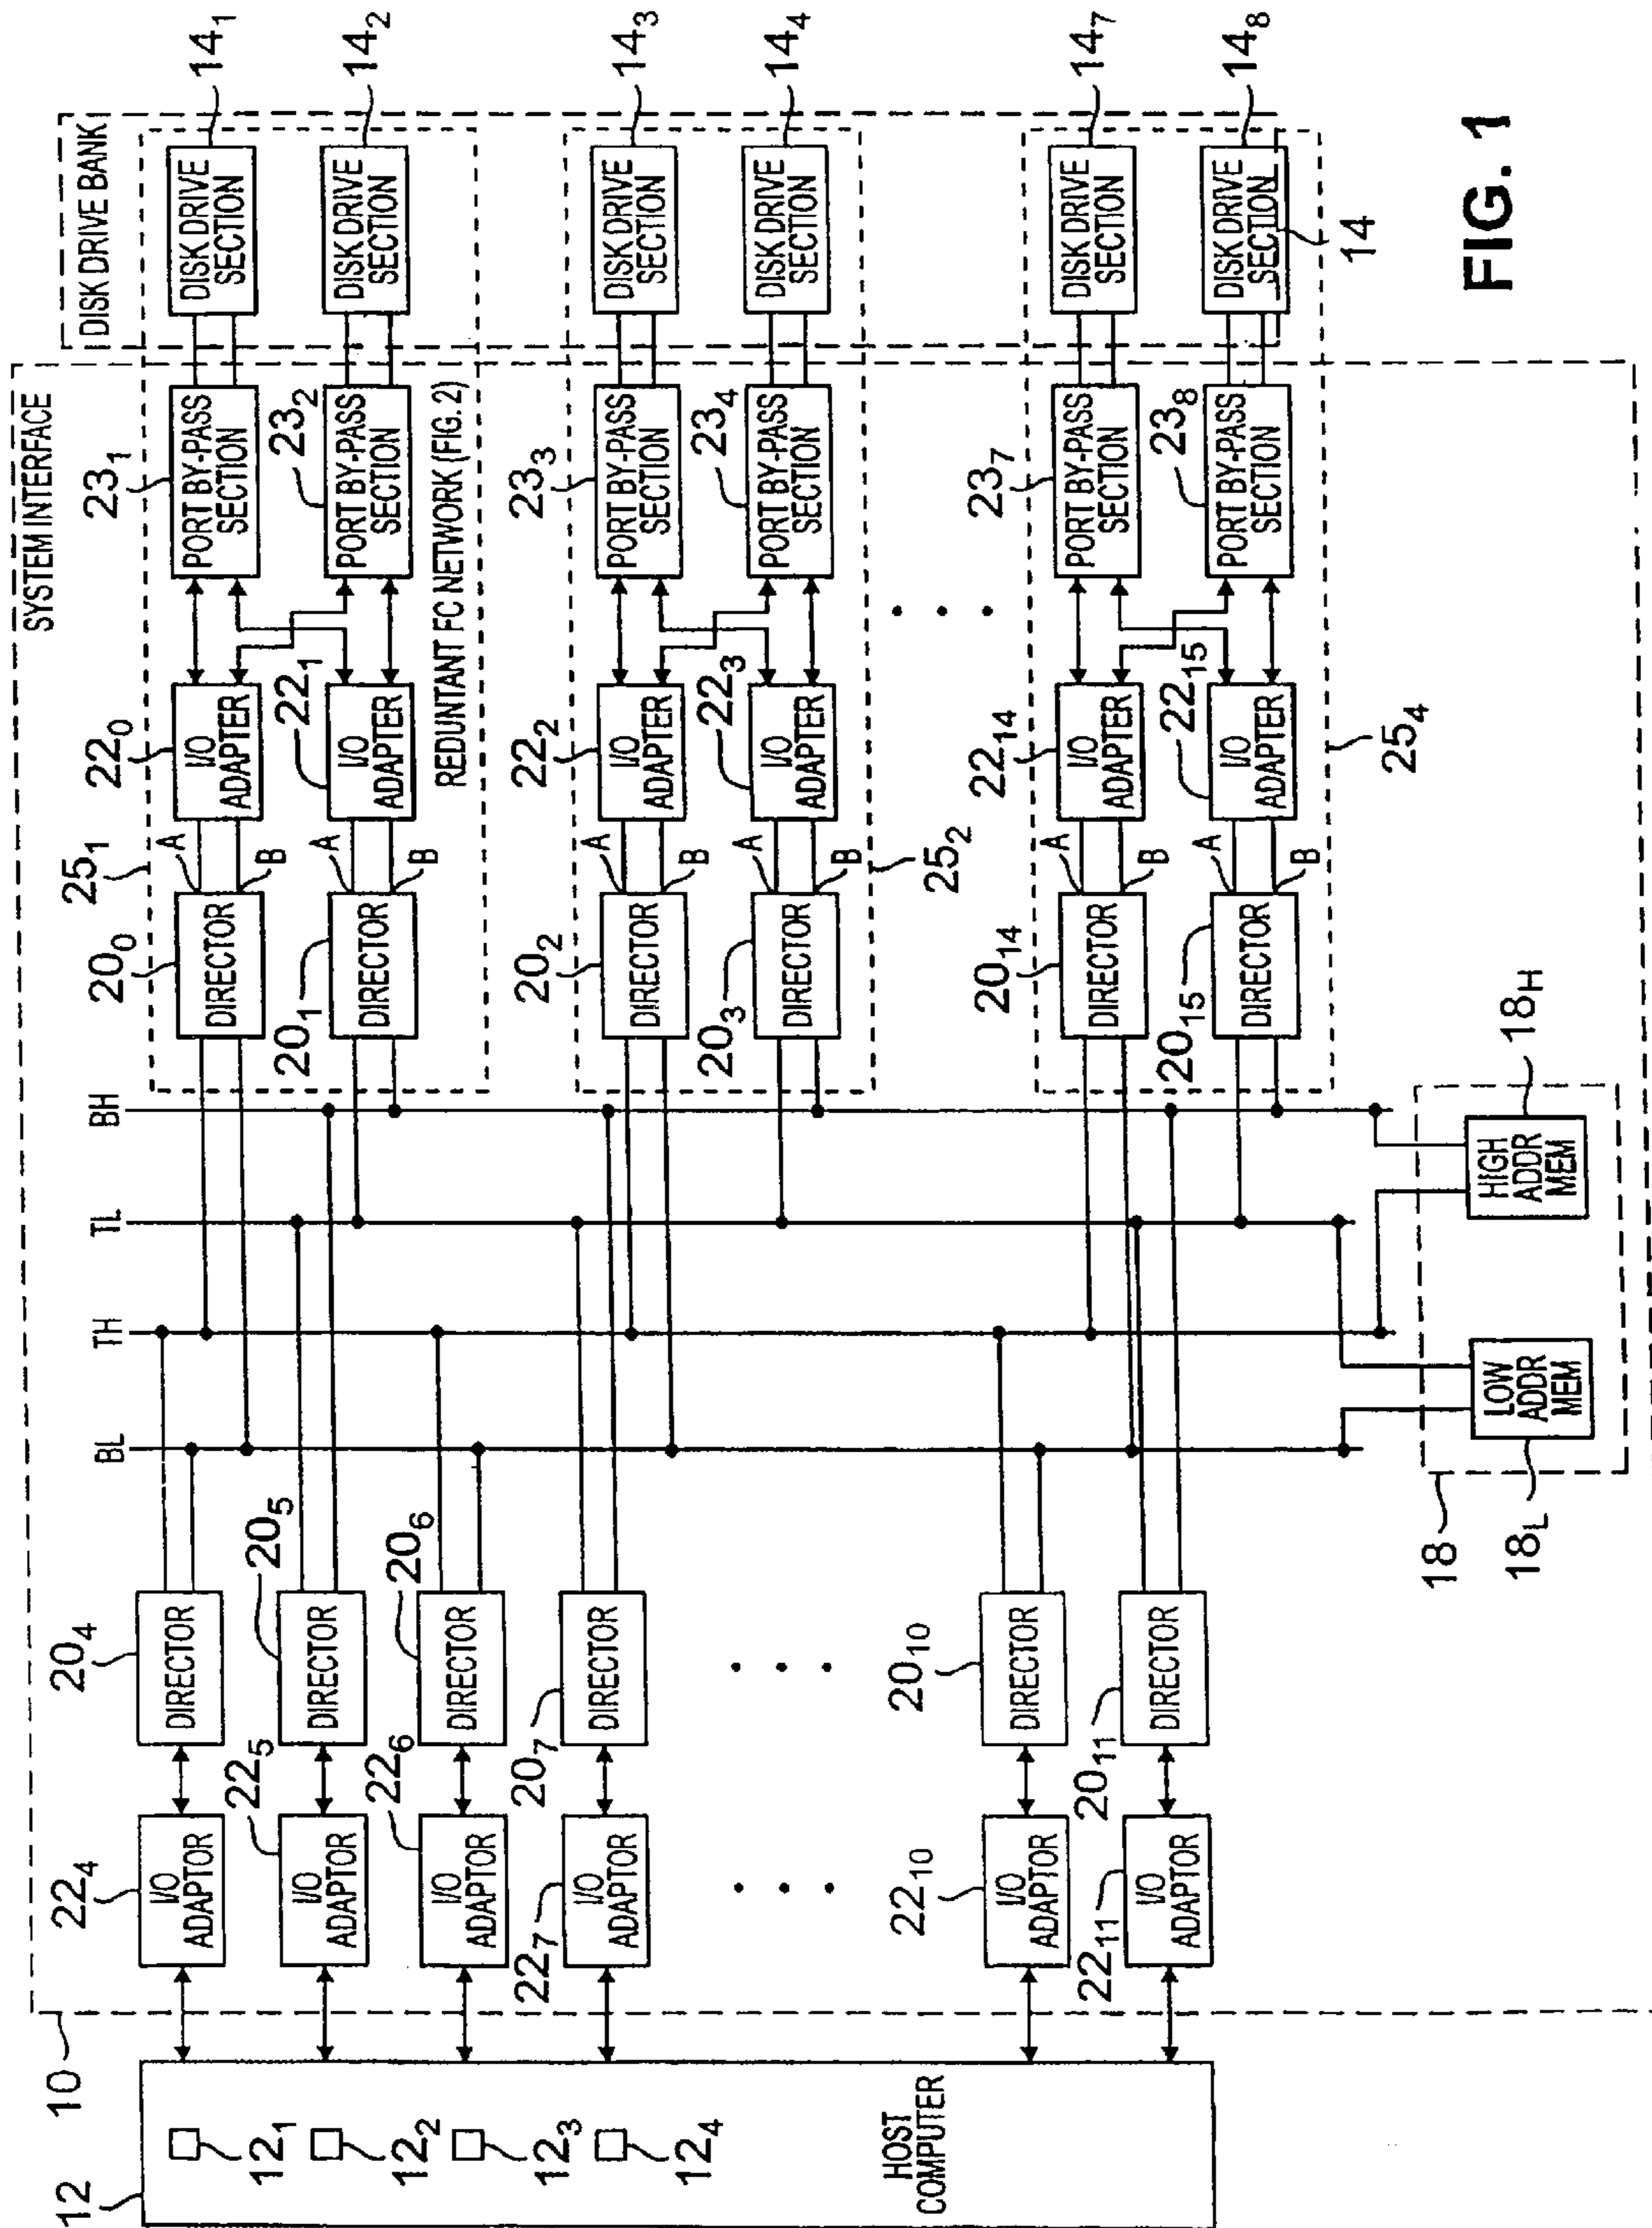 SYSTEM INTERFACE
DISK DRIVE BANK
10
12
12₁
12₂
12₃
12₄
HOST
COMPUTER
22₄
I/O
ADAPTOR
22₅
I/O
ADAPTOR
22₆
I/O
ADAPTOR
22₇
I/O
ADAPTOR
22₁₀
I/O
ADAPTOR
22₁₁
I/O
ADAPTOR
20₄
DIRECTOR
20₅
DIRECTOR
20₆
DIRECTOR
20₇
DIRECTOR
20₁₀
DIRECTOR
20₁₁
DIRECTOR
BL
TH
TL
BH
18
18L
LOW
ADDR
MEM
18H
HIGH
ADDR
MEM
25₁
20₀
DIRECTOR
A
B
22₀
I/O
ADAPTER
23₁
PORT BY-PASS
SECTION
DISK DRIVE
SECTION
14₁
20₁
DIRECTOR
A
B
22₁
I/O
ADAPTER
23₂
PORT BY-PASS
SECTION
DISK DRIVE
SECTION
14₂
REDUNTANT FC NETWORK (FIG. 2)
20₂
DIRECTOR
A
B
22₂
I/O
ADAPTER
23₃
PORT BY-PASS
SECTION
DISK DRIVE
SECTION
14₃
20₃
DIRECTOR
A
B
22₃
I/O
ADAPTER
23₄
PORT BY-PASS
SECTION
DISK DRIVE
SECTION
14₄
25₂
20₁₄
DIRECTOR
A
B
22₁₄
I/O
ADAPTER
23₇
PORT BY-PASS
SECTION
DISK DRIVE
SECTION
14₇
20₁₅
DIRECTOR
A
B
22₁₅
I/O
ADAPTER
23₈
PORT BY-PASS
SECTION
DISK DRIVE
SECTION
14₈
25₄
14
FIG. 1